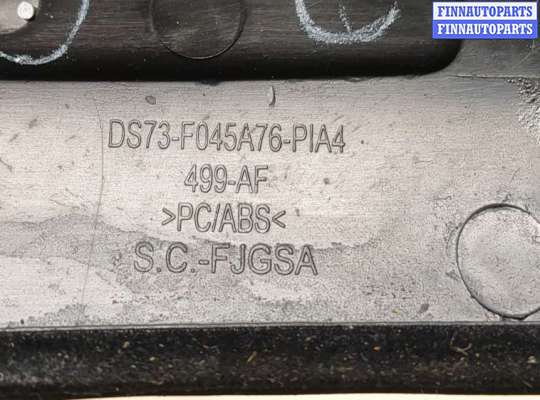 FINNAUTOPARTS
FINNAUTOPARTS
DS73-F045A76-PIA4
499-AF
>PC/ABS<
S.C.-FJGSA